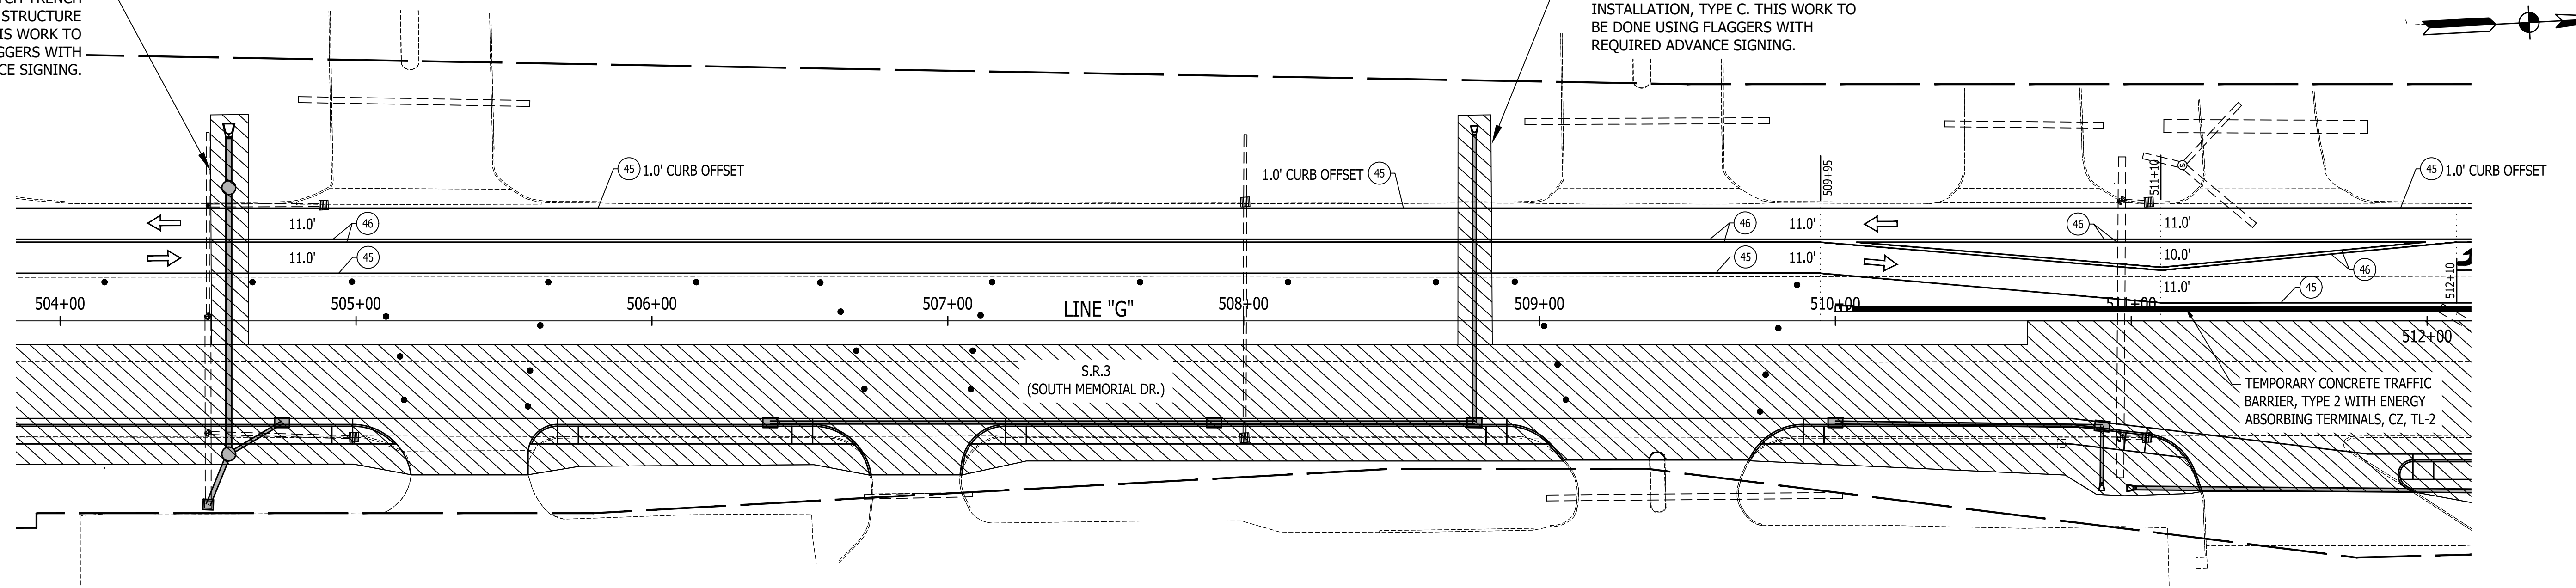 STRUCTURE
WORK TO
WITH
SIGNING.
INSTALLATION, TYPE C. THIS WORK TO
BE DONE USING FLAGGERS WITH
REQUIRED ADVANCE SIGNING.
45 1.0' CURB OFFSET
1.0' CURB OFFSET 45
509+95
511+10
S
45 1.0' CURB OFFSET
11.0' 46
46 11.0'
46 11.0'
11.0' 45
45 11.0'
10.0'
46
11.0' 45
512+10
504+00
505+00
506+00
507+00
LINE "G"
508+00
509+00
510+00
511+00
512+00
S.R.3
(SOUTH MEMORIAL DR.)
TEMPORARY CONCRETE TRAFFIC
BARRIER, TYPE 2 WITH ENERGY
ABSORBING TERMINALS, CZ, TL-2